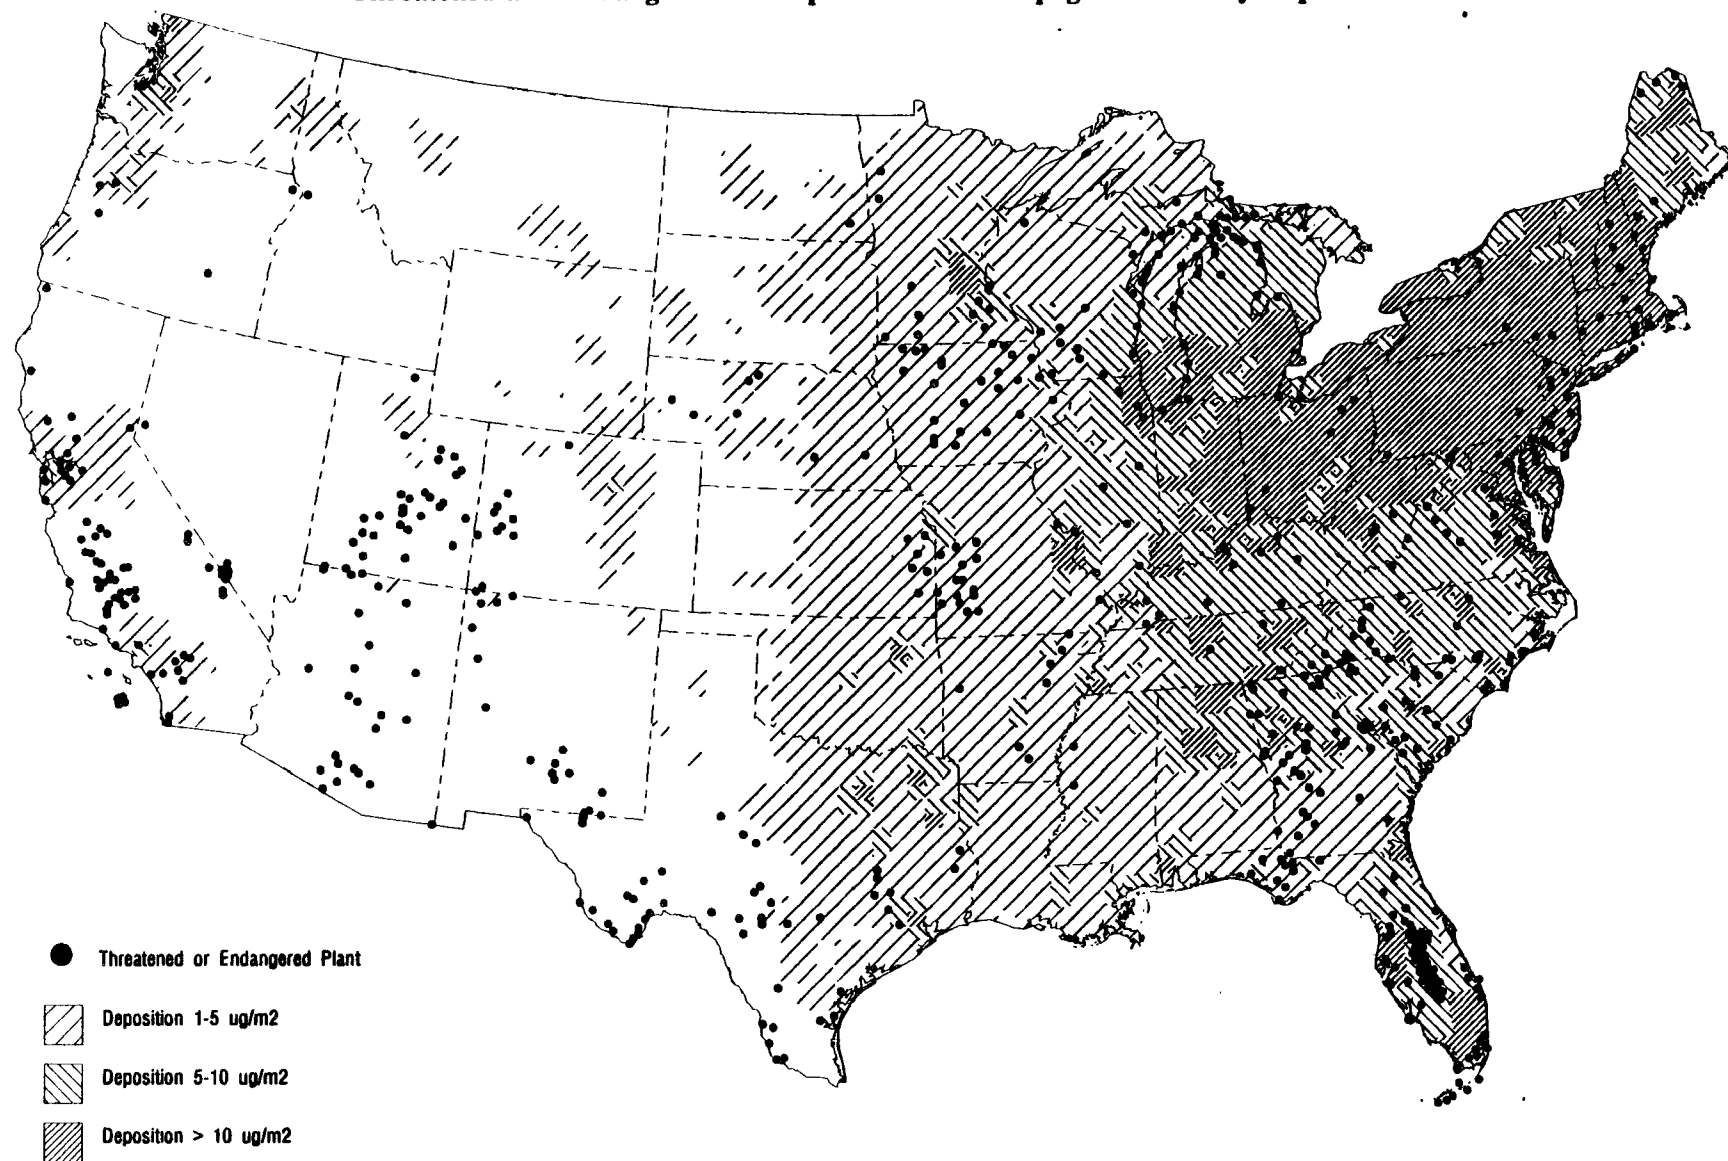 Threatened or Endangered Plant
Deposition 1-5 ug/m2
Deposition 5-10 ug/m2
Deposition > 10 ug/m2